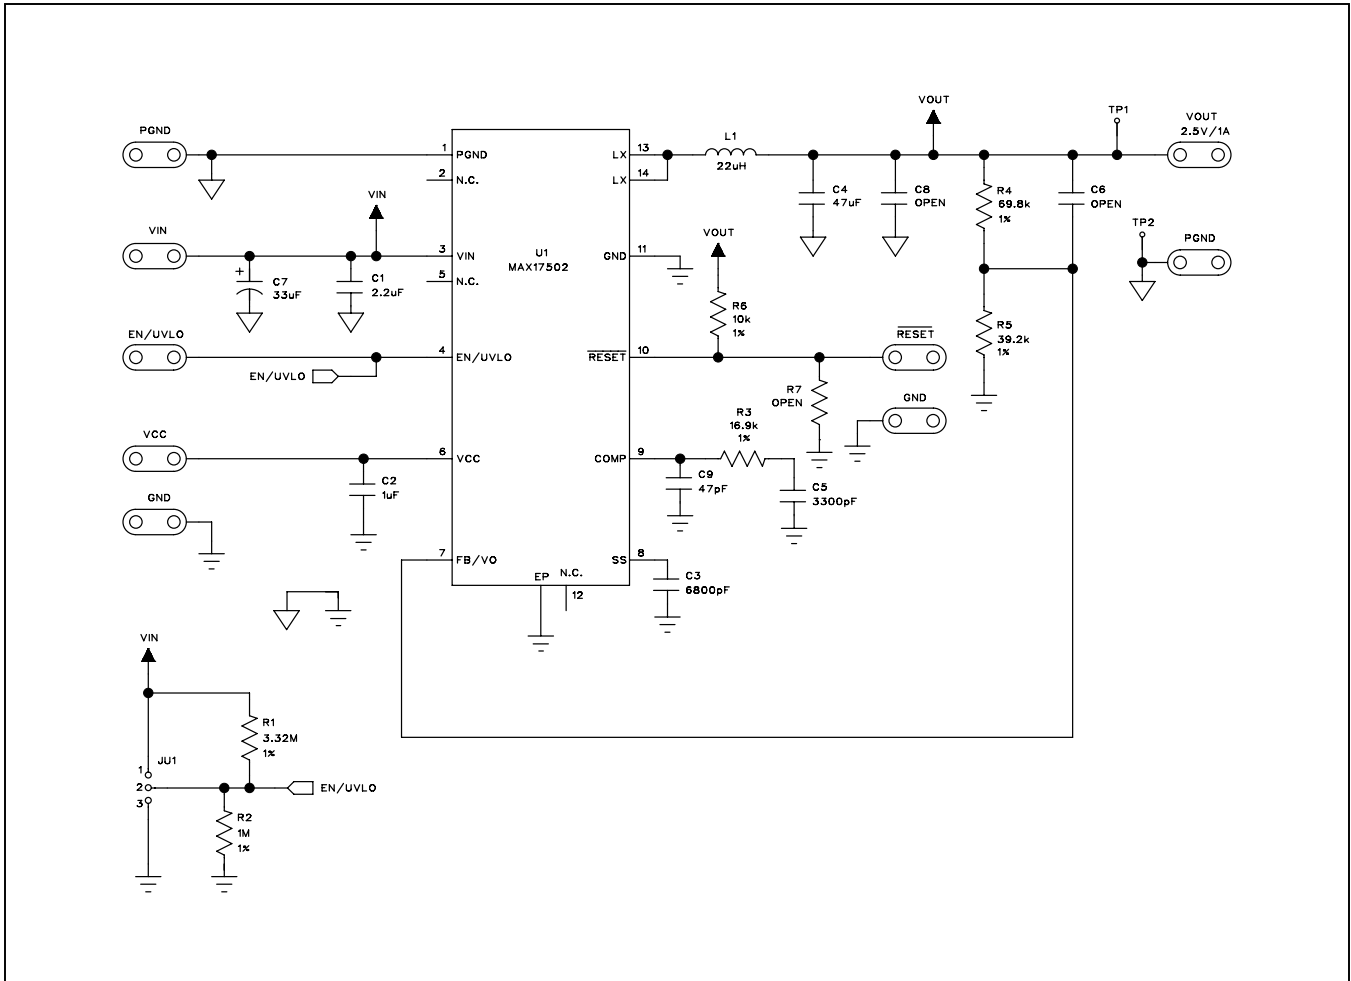 VOUT
TP1
VOUT
2.5V/1A
PGND
1
PGND
2
N.C.
LX
13
LX
14
L1
22uH
C4
47uF
C8
OPEN
R4
69.8k
1%
C6
OPEN
VIN
VIN
3
VIN
5
N.C.
+
C7
33uF
C1
2.2uF
U1
MAX17502
GND
11
VOUT
TP2
PGND
R6
10k
1%
R5
39.2k
1%
EN/UVLO
4
EN/UVLO
EN/UVLO
RESET
10
RESET
R7
OPEN
GND
R3
16.9k
1%
VCC
6
VCC
C2
1uF
COMP
9
C9
47pF
C5
3300pF
GND
7
FB/VO
SS
8
C3
6800pF
EP
N.C.
12
VIN
R1
3.32M
1%
JU1
1
2
3
EN/UVLO
R2
1M
1%